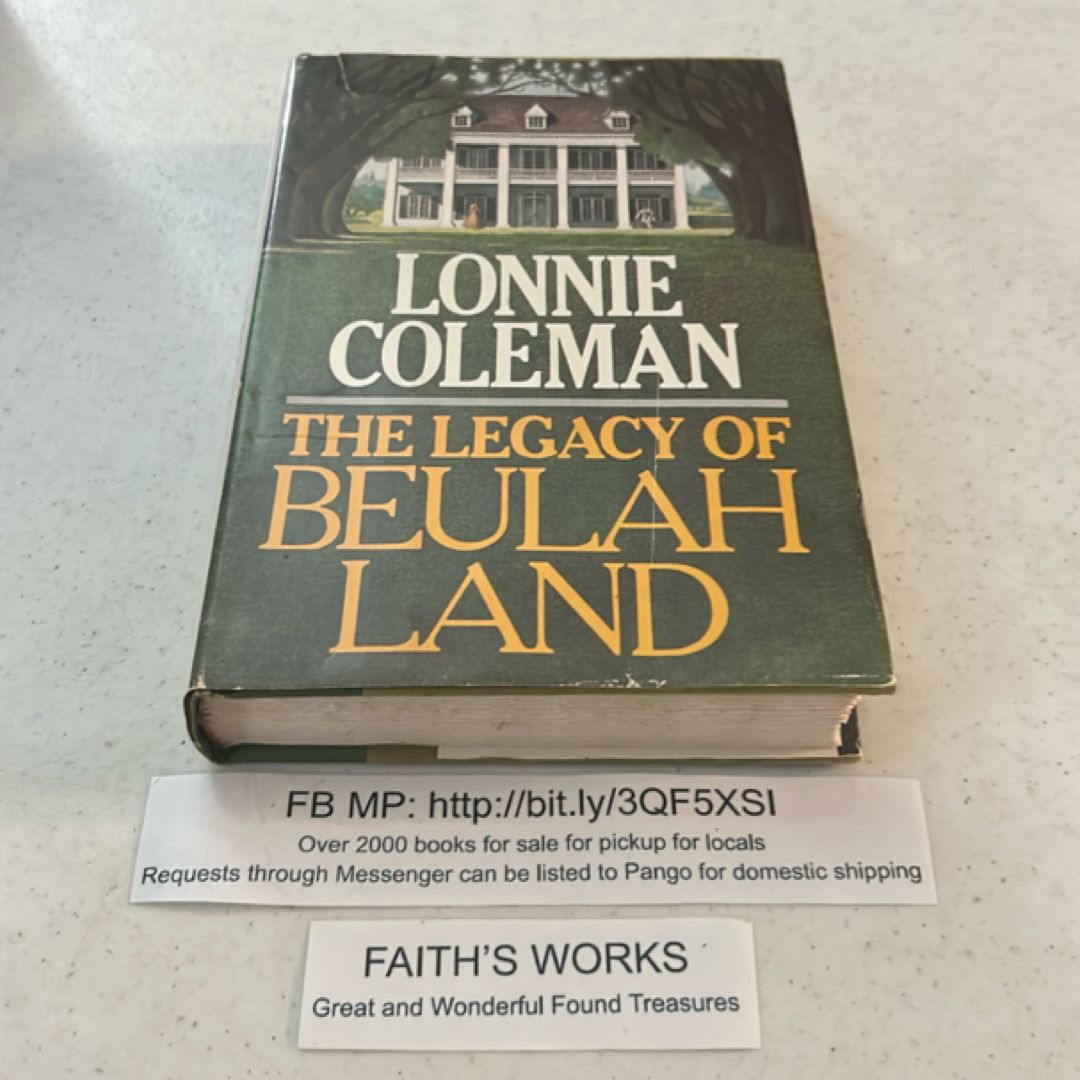 LONNIE
COLEMAN
THE LEGACY OF
BEULAH
LAND
FB MP: http://bit.ly/3QF5XSI
Over 2000 books for sale for pickup for locals
Requests through Messenger can be listed to Pango for domestic shipping
FAITH'S WORKS
Great and Wonderful Found Treasures